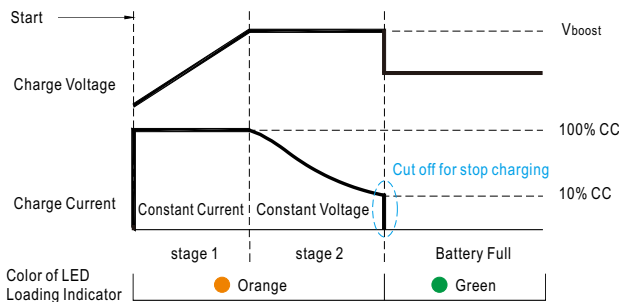 Start
Vboost
Charge Voltage
100% CC
Cut off for stop charging
10% CC
Charge Current
Constant Current
Constant Voltage
stage 1
stage 2
Battery Full
Color of LED
Loading Indicator
Orange
Green